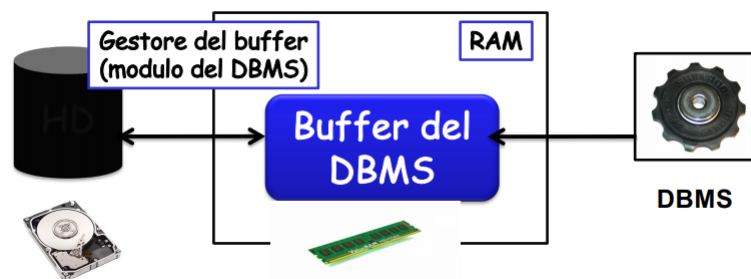 Gestore del buffer
(modulo del DBMS)
RAM
HD
Buffer del
DBMS
DBMS